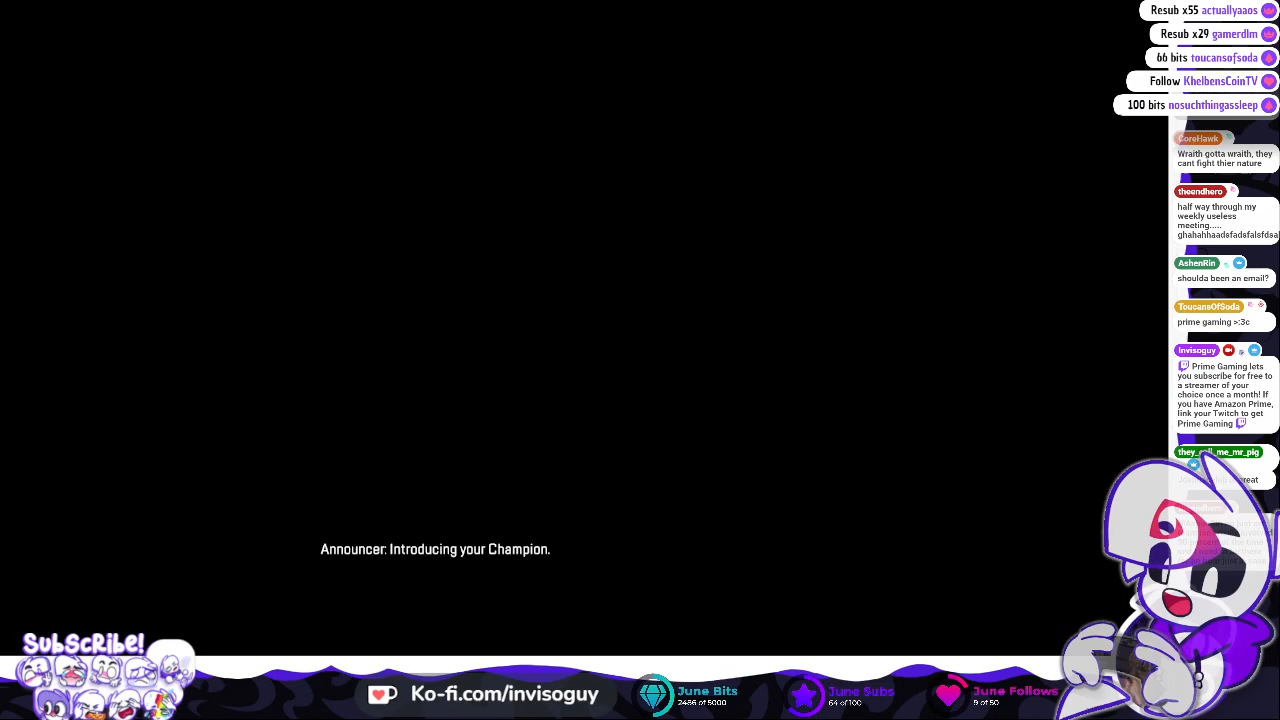 Resub x55 actuallyaaos
Resub x29 gamerdlm
66 bits toucansofsoda
Follow KhelbensCoinTV
100 bits nosuchthingassleep
CoreHawk
Wraith gotta wraith, they
cant fight thier nature
theendhero
half way through my
weekly useless
meeting.....
ghahahhaadsfadsfalsfdsa
AshenRin
shoulda been an email?
ToucansOfSoda
prime gaming >:3c
Invisoguy
Prime Gaming lets
you subscribe for free to
a streamer of your
choice once a month! If
you have Amazon Prime,
link your Twitch to get
Prime Gaming
they_call_me_mr_pig
Announcer: Introducing your Champion.
SUBSCRIBE!
Ko-fi.com/invisoguy
June Bits
2486 of 5000
June Subs
64 of 100
June Follows
9 of 50